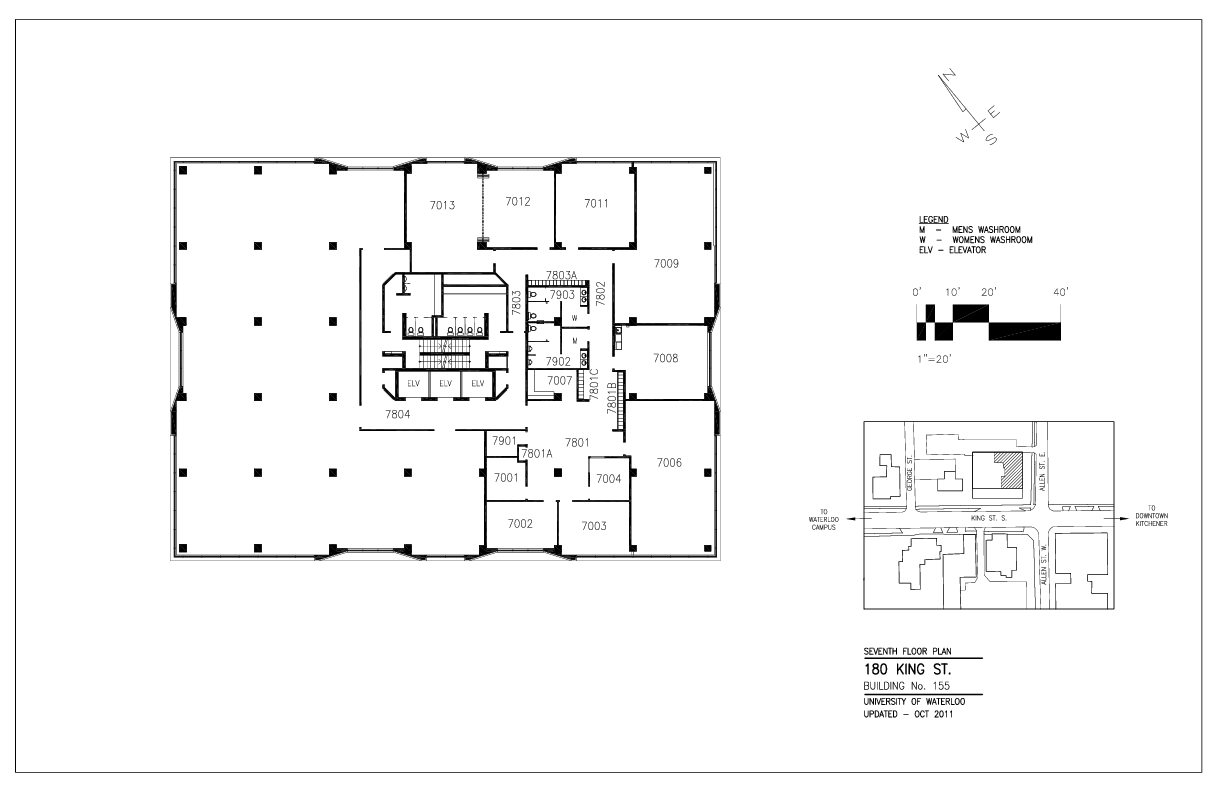 N
E
W
S
LEGEND
M – MENS WASHROOM
W – WOMENS WASHROOM
ELV – ELEVATOR
0' 10' 20' 40'
1"=20'
7013
7012
7011
7009
7803A
7903
7803
7802
W
M
7902
7008
7007
7801C
7801B
ELV ELV ELV
7804
7901
7801
7801A
7006
7001
7004
7002
7003
GEORGE ST.
ALLEN ST. E.
TO
WATERLOO
CAMPUS
KING ST. S.
TO
DOWNTOWN
KITCHENER
ALLEN ST. W.
SEVENTH FLOOR PLAN
180 KING ST.
BUILDING No. 155
UNIVERSITY OF WATERLOO
UPDATED – OCT 2011